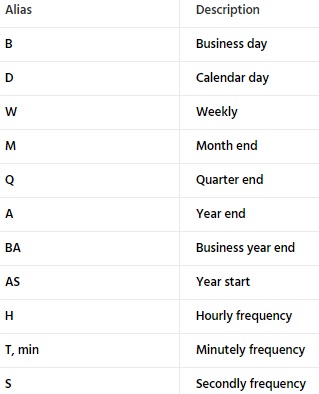 Alias Description
B Business day
D Calendar day
W Weekly
M Month end
Q Quarter end
A Year end
BA Business year end
AS Year start
H Hourly frequency
T, min Minutely frequency
S Secondly frequency